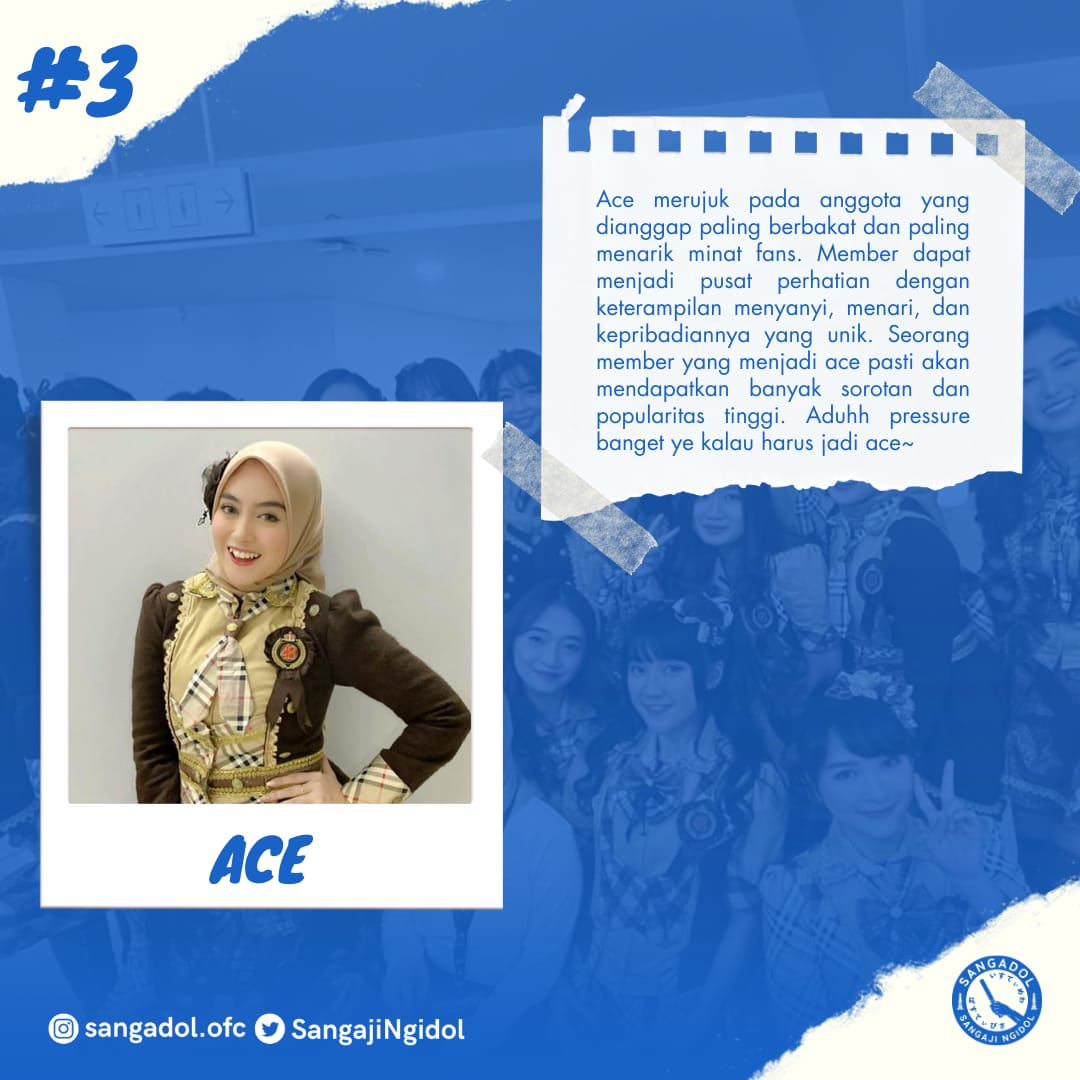 #3
Ace merujuk pada anggota yang
dianggap paling berbakat dan paling
menarik minat fans. Member dapat
menjadi pusat perhatian dengan
keterampilan menyanyi, menari, dan
kepribadiannya yang unik. Seorang
member yang menjadi ace pasti akan
mendapatkan banyak sorotan dan
popularitas tinggi. Aduhh pressure
banget ye kalau harus jadi ace~
48
ACE
sangadol.ofc SangajiNgidol
SANGADOL
SANGAJI NGIDOL